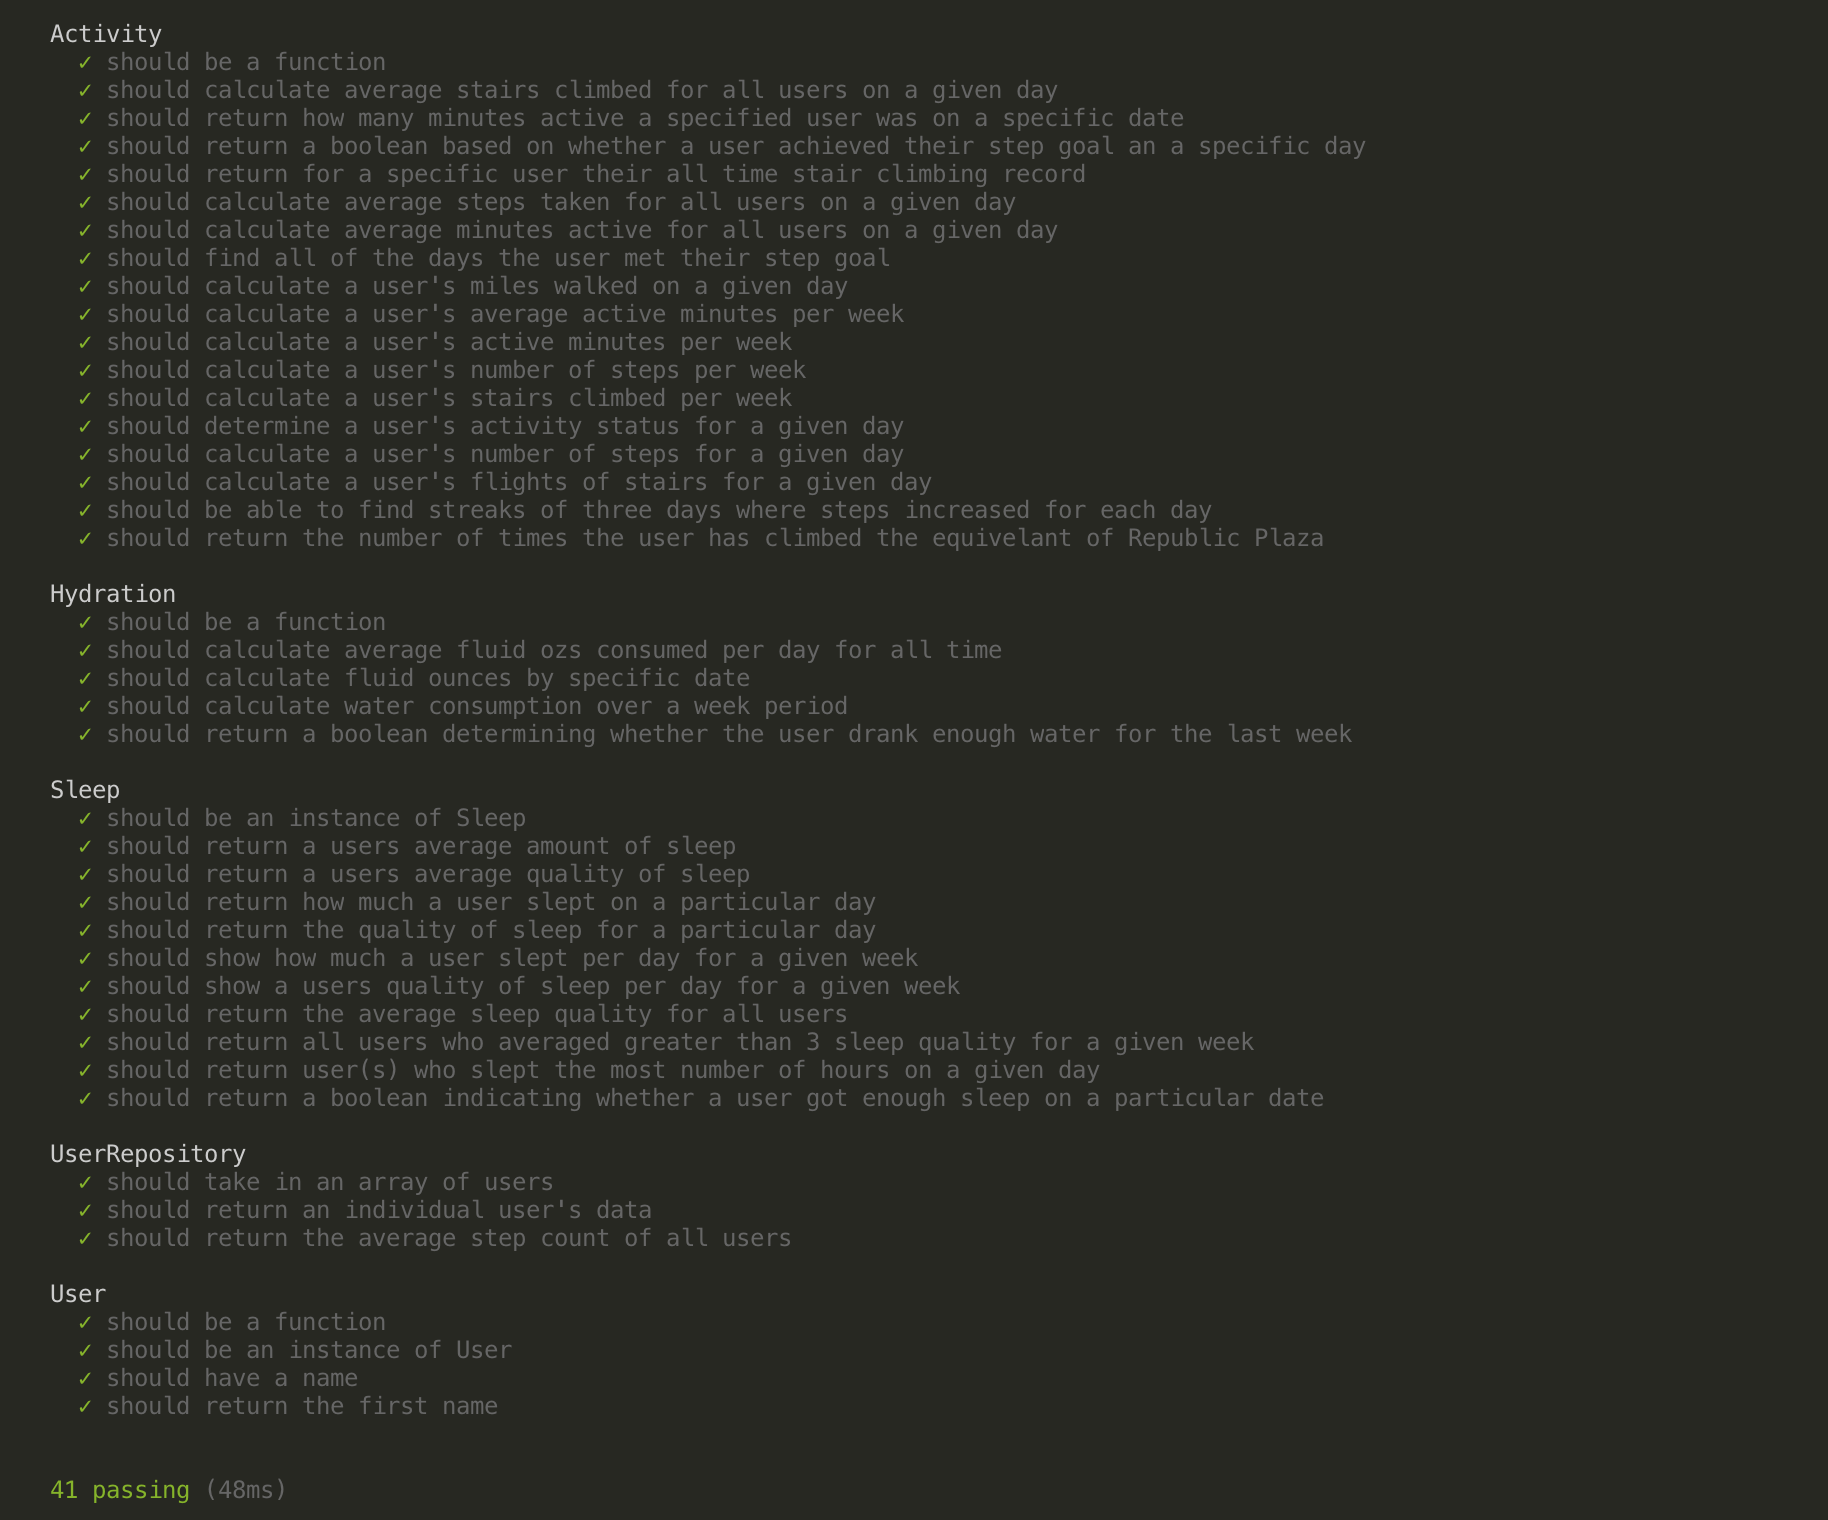 Activity
✓ should be a function
✓ should calculate average stairs climbed for all users on a given day
✓ should return how many minutes active a specified user was on a specific date
✓ should return a boolean based on whether a user achieved their step goal an a specific day
✓ should return for a specific user their all time stair climbing record
✓ should calculate average steps taken for all users on a given day
✓ should calculate average minutes active for all users on a given day
✓ should find all of the days the user met their step goal
✓ should calculate a user's miles walked on a given day
✓ should calculate a user's average active minutes per week
✓ should calculate a user's active minutes per week
✓ should calculate a user's number of steps per week
✓ should calculate a user's stairs climbed per week
✓ should determine a user's activity status for a given day
✓ should calculate a user's number of steps for a given day
✓ should calculate a user's flights of stairs for a given day
✓ should be able to find streaks of three days where steps increased for each day
✓ should return the number of times the user has climbed the equivelant of Republic Plaza
Hydration
✓ should be a function
✓ should calculate average fluid ozs consumed per day for all time
✓ should calculate fluid ounces by specific date
✓ should calculate water consumption over a week period
✓ should return a boolean determining whether the user drank enough water for the last week
Sleep
✓ should be an instance of Sleep
✓ should return a users average amount of sleep
✓ should return a users average quality of sleep
✓ should return how much a user slept on a particular day
✓ should return the quality of sleep for a particular day
✓ should show how much a user slept per day for a given week
✓ should show a users quality of sleep per day for a given week
✓ should return the average sleep quality for all users
✓ should return all users who averaged greater than 3 sleep quality for a given week
✓ should return user(s) who slept the most number of hours on a given day
✓ should return a boolean indicating whether a user got enough sleep on a particular date
UserRepository
✓ should take in an array of users
✓ should return an individual user's data
✓ should return the average step count of all users
User
✓ should be a function
✓ should be an instance of User
✓ should have a name
✓ should return the first name
41 passing (48ms)